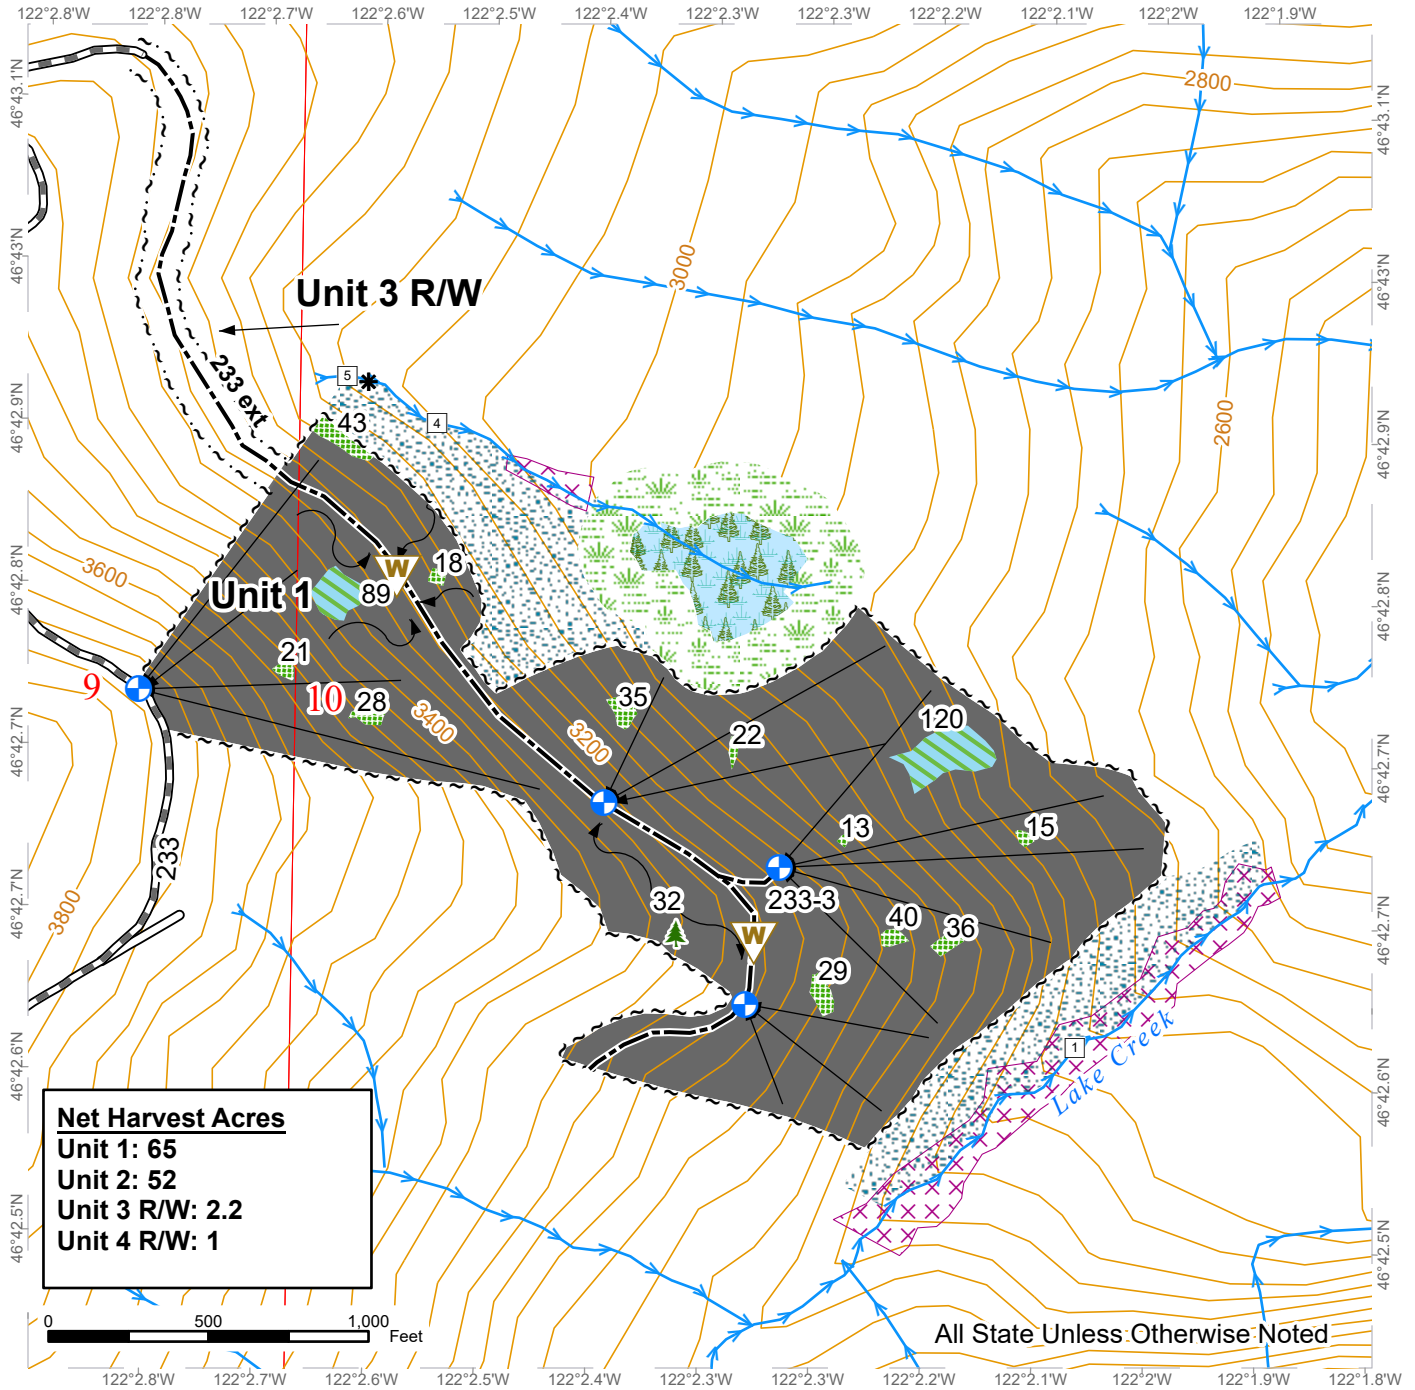 122°2.8'W 122°2.8'W 122°2.7'W 122°2.6'W 122°2.5'W 122°2.4'W 122°2.3'W 122°2.2'W 122°2.1'W 122°2'W 122°1.9'W
46°43.1'N
46°43.1'N
2800
46°43'N
46°43'N
3000
Unit 3 R/W
233 ext
5
4
43
2600
46°42.9'N
46°42.9'N
46°42.8'N
46°42.8'N
3600
W
18
Unit 1
89
21
9
10
28
3400
35
3200
22
120
46°42.7'N
46°42.7'N
13
15
233
3800
32
233-3
40
36
W
29
46°42.7'N
46°42.7'N
1
Lake Creek
46°42.6'N
46°42.6'N
Net Harvest Acres
Unit 1: 65
Unit 2: 52
Unit 3 R/W: 2.2
Unit 4 R/W: 1
46°42.5'N
46°42.5'N
0 500 1,000
Feet
All State Unless Otherwise Noted
122°2.8'W 122°2.7'W 122°2.6'W 122°2.5'W 122°2.4'W 122°2.3'W 122°2.2'W 122°2.1'W 122°2'W 122°1.9'W 122°1.8'W